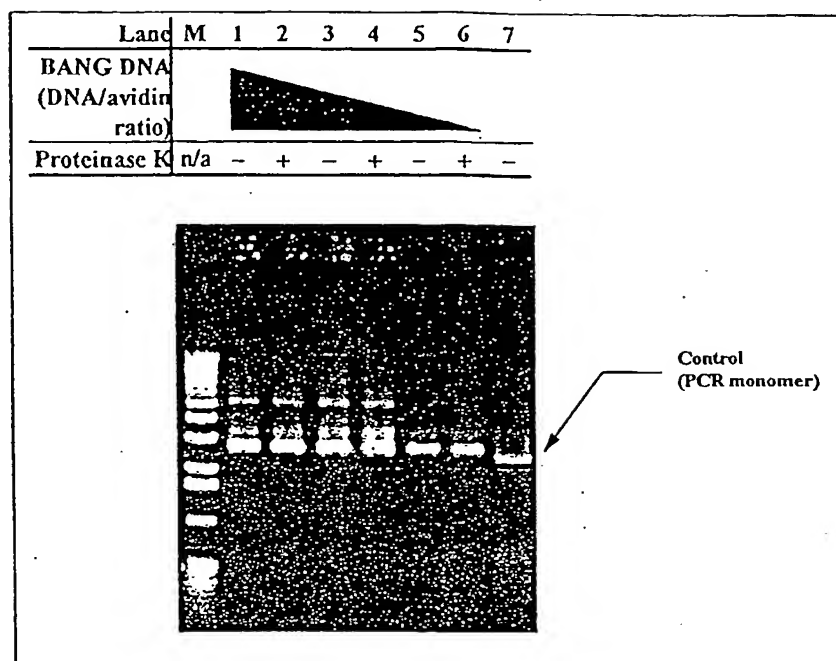 Lane M 1 2 3 4 5 6 7
BANG DNA
(DNA/avidin
ratio)
Proteinase K n/a - + - + - + -
Control
(PCR monomer)